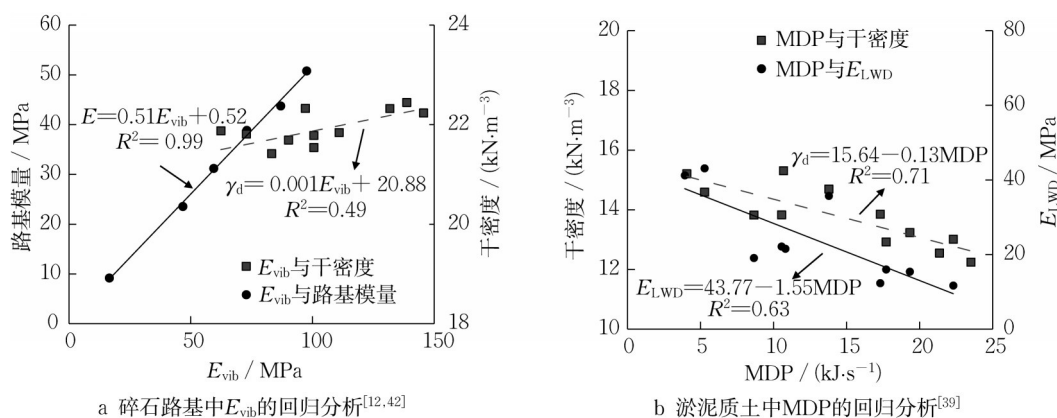 60
50
40
30
20
10
0
路基模量 / MPa
24
22
20
18
干密度 / (kN·m⁻³)
E=0.51E_vib+0.52
R²=0.99
γ_d=0.001E_vib+20.88
R²=0.49
E_vib与干密度
E_vib与路基模量
0 50 100 150
E_vib / MPa
a 碎石路基中E_vib的回归分析[12,42]
20
18
16
14
12
10
干密度 / (kN·m⁻³)
80
60
40
20
0
E_LWD / MPa
MDP与干密度
MDP与E_LWD
γ_d=15.64−0.13MDP
R²=0.71
E_LWD=43.77−1.55MDP
R²=0.63
0 5 10 15 20 25
MDP / (kJ·s⁻¹)
b 淤泥质土中MDP的回归分析[39]